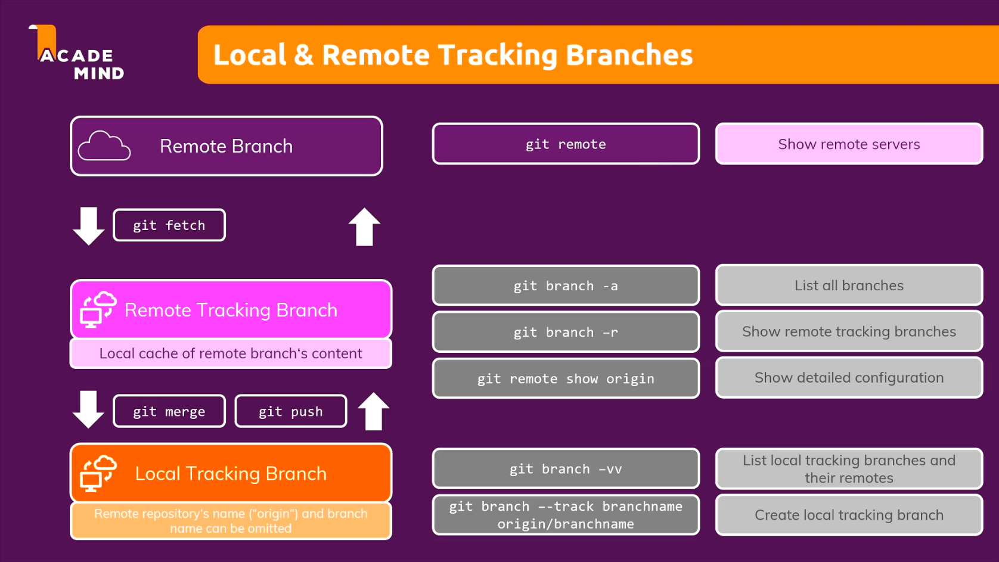 ACADE
MIND
Local & Remote Tracking Branches
Remote Branch
git remote
Show remote servers
git fetch
Remote Tracking Branch
Local cache of remote branch‘s content
git branch -a
List all branches
git branch –r
Show remote tracking branches
git remote show origin
Show detailed configuration
git merge
git push
Local Tracking Branch
Remote repository‘s name (“origin“) and branch
name can be omitted
git branch –vv
List local tracking branches and
their remotes
git branch –-track branchname
origin/branchname
Create local tracking branch